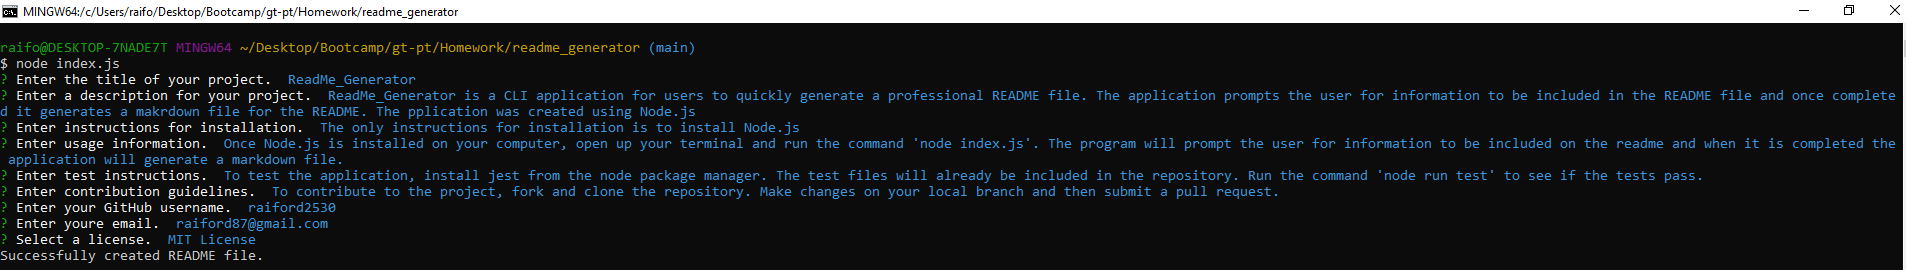 MINGW64:/c/Users/raifo/Desktop/Bootcamp/gt-pt/Homework/readme_generator
raifo@DESKTOP-7NADE7T MINGW64 ~/Desktop/Bootcamp/gt-pt/Homework/readme_generator (main)
$ node index.js
? Enter the title of your project.  ReadMe_Generator
? Enter a description for your project.  ReadMe_Generator is a CLI application for users to quickly generate a professional README file. The application prompts the user for information to be included in the README file and once complete
d it generates a makrdown file for the README. The pplication was created using Node.js
? Enter instructions for installation.  The only instructions for installation is to install Node.js
? Enter usage information.  Once Node.js is installed on your computer, open up your terminal and run the command 'node index.js'. The program will prompt the user for information to be included on the readme and when it is completed the
 application will generate a markdown file.
? Enter test instructions.  To test the application, install jest from the node package manager. The test files will already be included in the repository. Run the command 'node run test' to see if the tests pass.
? Enter contribution guidelines.  To contribute to the project, fork and clone the repository. Make changes on your local branch and then submit a pull request.
? Enter your GitHub username.  raiford2530
? Enter youre email.  raiford87@gmail.com
? Select a license.  MIT License
Successfully created README file.